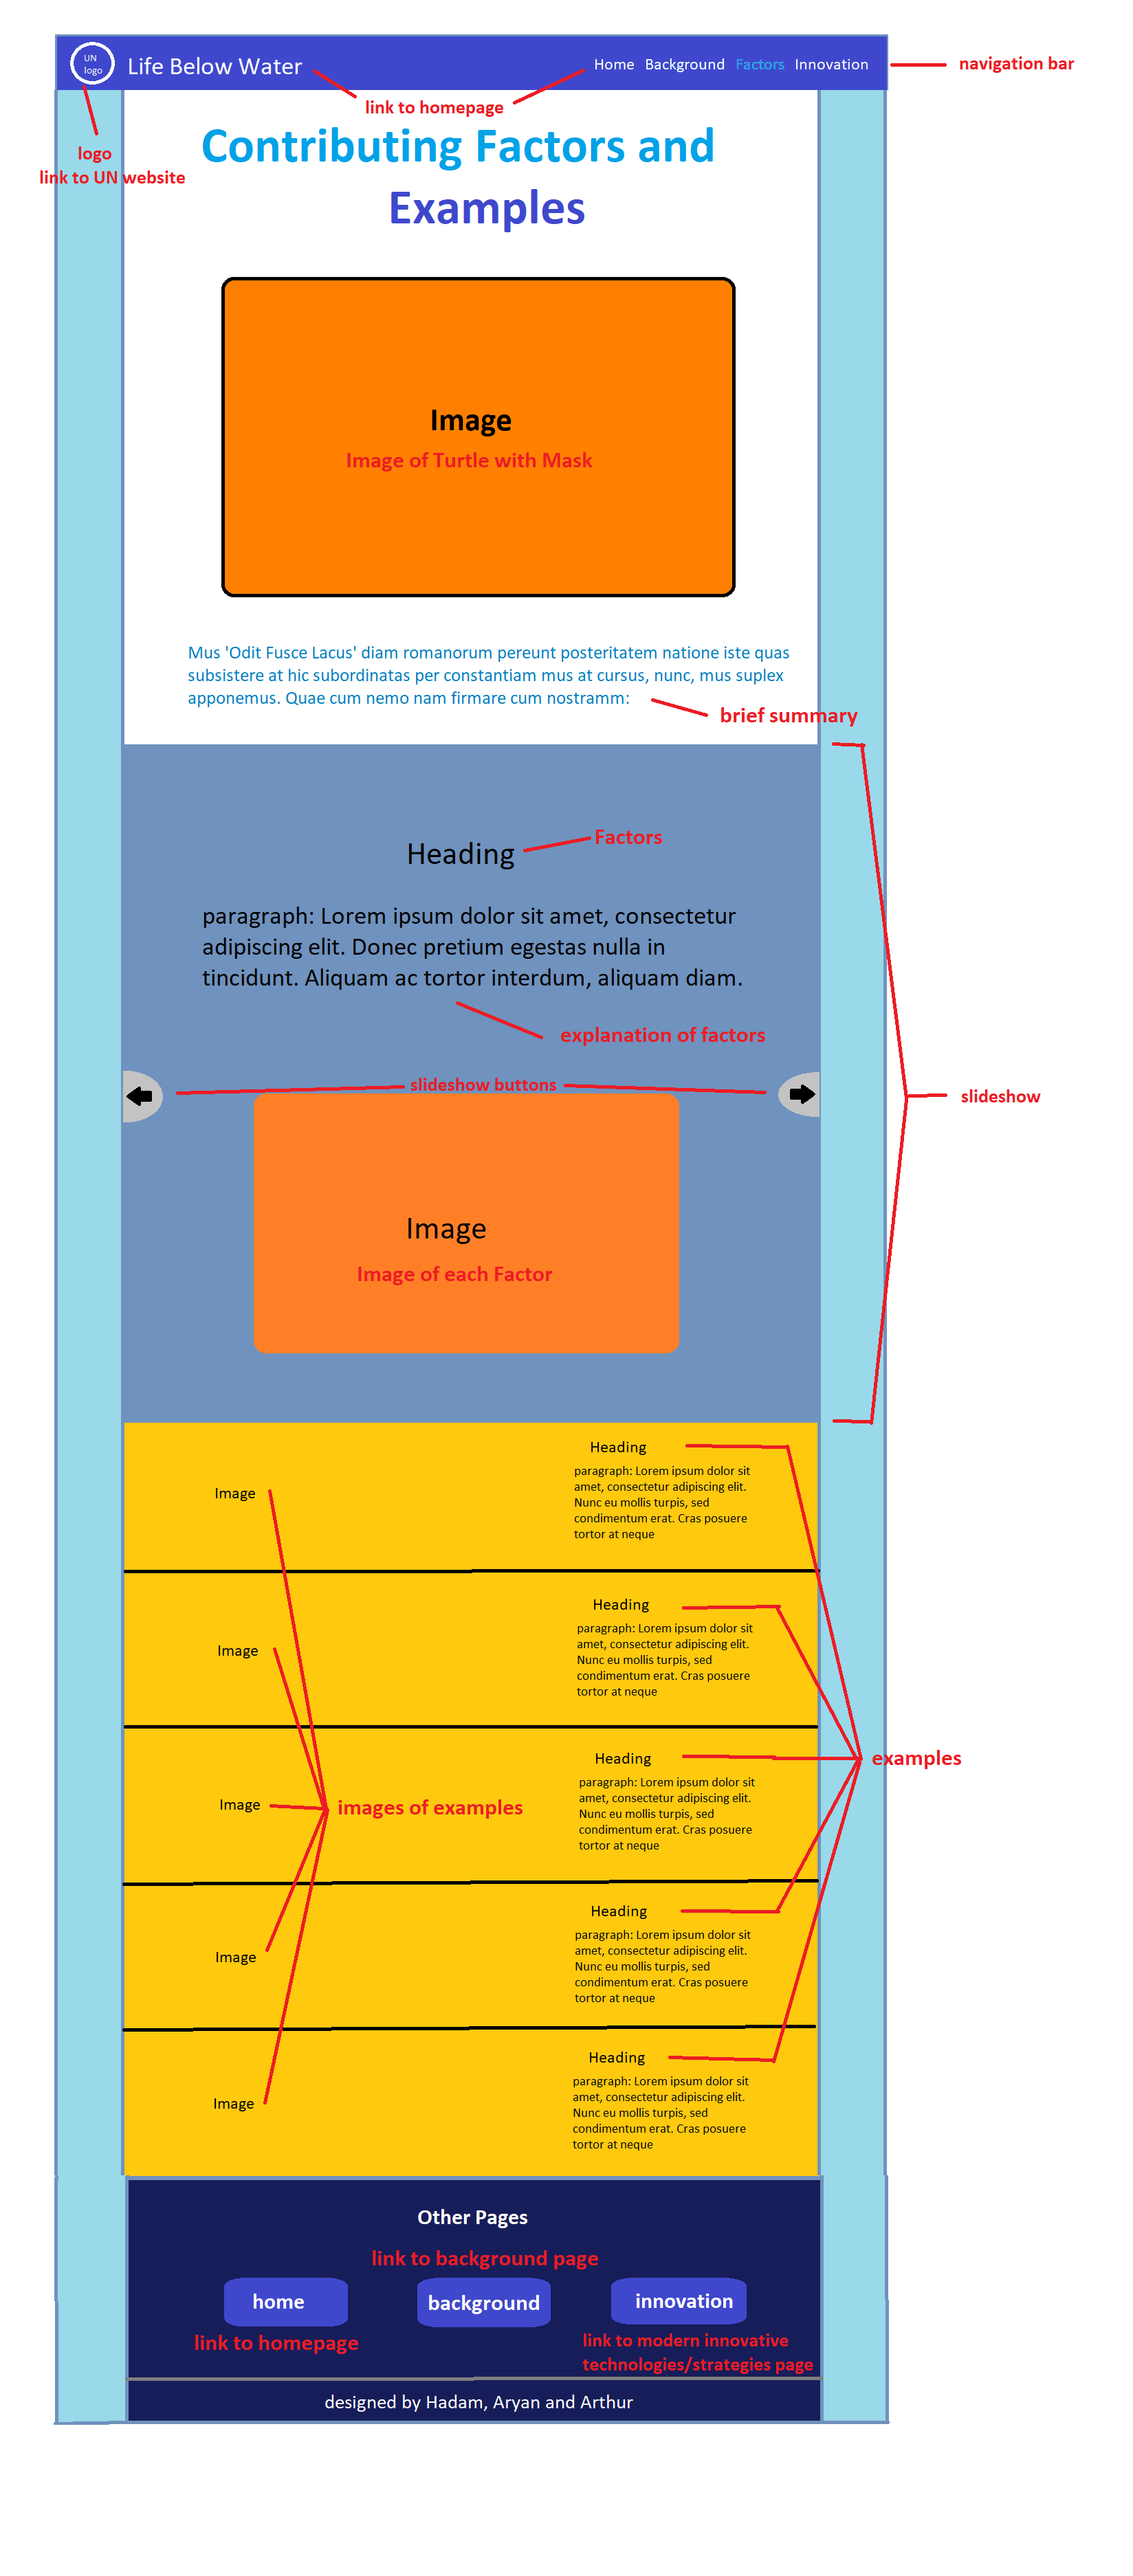 UN
logo
Life Below Water
Home Background Factors Innovation
navigation bar
link to homepage
logo
link to UN website
Contributing Factors and
Examples
Image
Image of Turtle with Mask
Mus 'Odit Fusce Lacus' diam romanorum pereunt posteritatem natione iste quas
subsistere at hic subordinatas per constantiam mus at cursus, nunc, mus suplex
apponemus. Quae cum nemo nam firmare cum nostramm:
brief summary
Heading
Factors
paragraph: Lorem ipsum dolor sit amet, consectetur
adipiscing elit. Donec pretium egestas nulla in
tincidunt. Aliquam ac tortor interdum, aliquam diam.
explanation of factors
slideshow buttons
slideshow
Image
Image of each Factor
Heading
Image
paragraph: Lorem ipsum dolor sit
amet, consectetur adipiscing elit.
Nunc eu mollis turpis, sed
condimentum erat. Cras posuere
tortor at neque
Heading
Image
paragraph: Lorem ipsum dolor sit
amet, consectetur adipiscing elit.
Nunc eu mollis turpis, sed
condimentum erat. Cras posuere
tortor at neque
Heading
examples
Image
images of examples
paragraph: Lorem ipsum dolor sit
amet, consectetur adipiscing elit.
Nunc eu mollis turpis, sed
condimentum erat. Cras posuere
tortor at neque
Heading
Image
paragraph: Lorem ipsum dolor sit
amet, consectetur adipiscing elit.
Nunc eu mollis turpis, sed
condimentum erat. Cras posuere
tortor at neque
Heading
Image
paragraph: Lorem ipsum dolor sit
amet, consectetur adipiscing elit.
Nunc eu mollis turpis, sed
condimentum erat. Cras posuere
tortor at neque
Other Pages
link to background page
home
background
innovation
link to homepage
link to modern innovative
technologies/strategies page
designed by Hadam, Aryan and Arthur